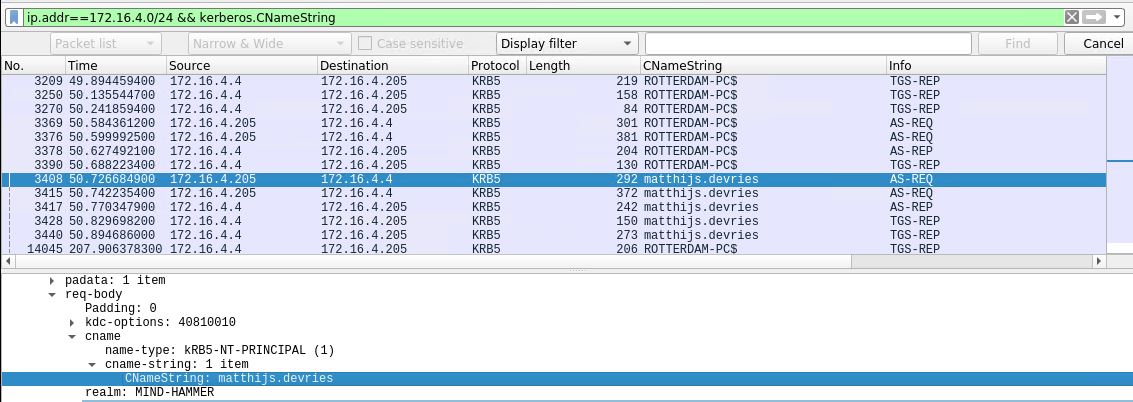 ip.addr==172.16.4.0/24 && kerberos.CNameString
Packet list Narrow & Wide Case sensitive Display filter Find Cancel
No. Time Source Destination Protocol Length CNameString Info
3209 49.894459400 172.16.4.4 172.16.4.205 KRB5 219 ROTTERDAM-PC$ TGS-REP
3250 50.135544700 172.16.4.4 172.16.4.205 KRB5 158 ROTTERDAM-PC$ TGS-REP
3270 50.241859400 172.16.4.4 172.16.4.205 KRB5 84 ROTTERDAM-PC$ TGS-REP
3369 50.584361200 172.16.4.205 172.16.4.4 KRB5 301 ROTTERDAM-PC$ AS-REQ
3376 50.599992500 172.16.4.205 172.16.4.4 KRB5 381 ROTTERDAM-PC$ AS-REQ
3378 50.627492100 172.16.4.4 172.16.4.205 KRB5 204 ROTTERDAM-PC$ AS-REP
3390 50.688223400 172.16.4.4 172.16.4.205 KRB5 130 ROTTERDAM-PC$ TGS-REP
3408 50.726684900 172.16.4.205 172.16.4.4 KRB5 292 matthijs.devries AS-REQ
3415 50.742235400 172.16.4.205 172.16.4.4 KRB5 372 matthijs.devries AS-REQ
3417 50.770347900 172.16.4.4 172.16.4.205 KRB5 242 matthijs.devries AS-REP
3428 50.829698200 172.16.4.4 172.16.4.205 KRB5 150 matthijs.devries TGS-REP
3440 50.894686000 172.16.4.4 172.16.4.205 KRB5 273 matthijs.devries TGS-REP
14045 207.906378300 172.16.4.4 172.16.4.205 KRB5 206 ROTTERDAM-PC$ TGS-REP
padata: 1 item
req-body
Padding: 0
kdc-options: 40810010
cname
name-type: kRB5-NT-PRINCIPAL (1)
cname-string: 1 item
CNameString: matthijs.devries
realm: MIND-HAMMER